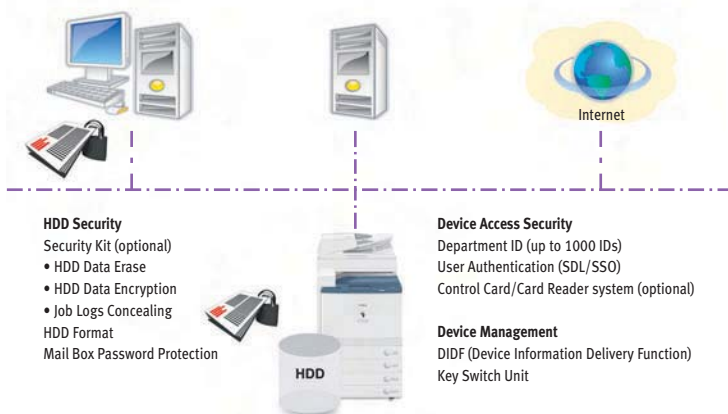 Internet
HDD Security
Security Kit (optional)
• HDD Data Erase
• HDD Data Encryption
• Job Logs Concealing
HDD Format
Mail Box Password Protection
HDD
Device Access Security
Department ID (up to 1000 IDs)
User Authentication (SDL/SSO)
Control Card/Card Reader system (optional)
Device Management
DIDF (Device Information Delivery Function)
Key Switch Unit